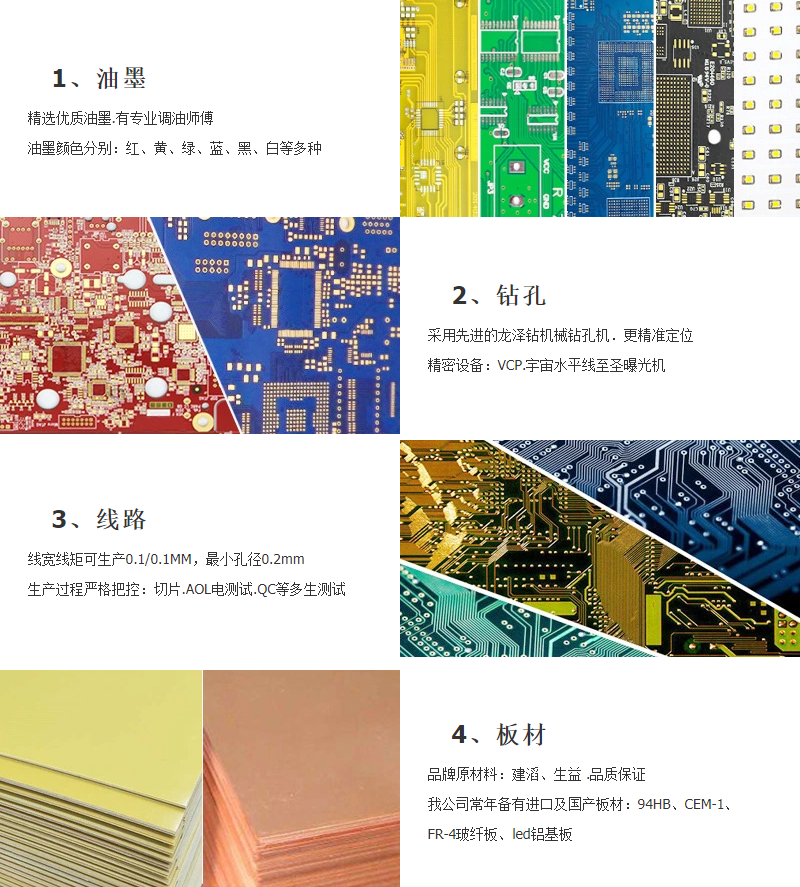 1、油墨
精选优质油墨.有专业调油师傅
油墨颜色分别：红、黄、绿、蓝、黑、白等多种
VCC
GND
R
2、钻孔
采用先进的龙泽钻机械钻孔机．更精准定位
精密设备：VCP.宇宙水平线至圣曝光机
3、线路
线宽线矩可生产0.1/0.1MM，最小孔径0.2mm
生产过程严格把控：切片.AOL电测试.QC等多生测试
4、板材
品牌原材料：建滔、生益 .品质保证
我公司常年备有进口及国产板材：94HB、CEM-1、
FR-4玻纤板、led铝基板